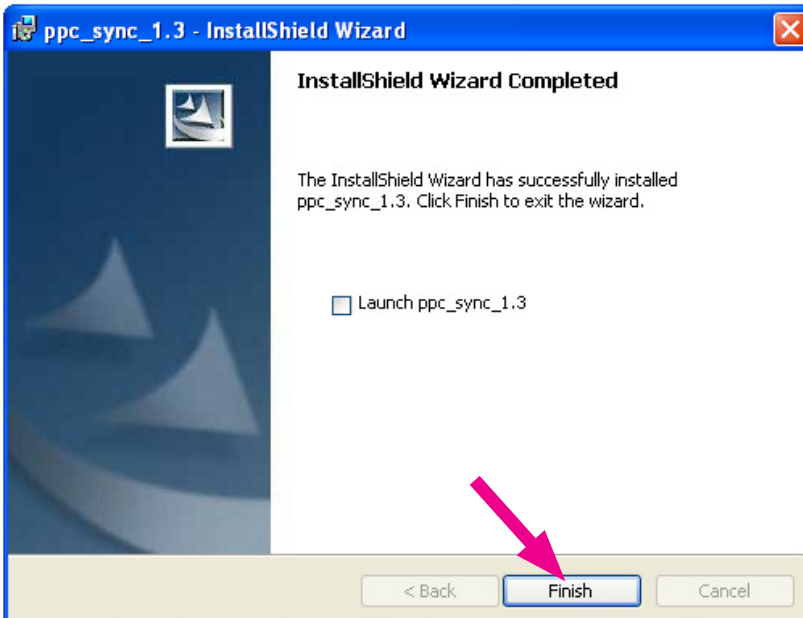 ppc_sync_1.3 - InstallShield Wizard
InstallShield Wizard Completed
The InstallShield Wizard has successfully installed
ppc_sync_1.3. Click Finish to exit the wizard.
Launch ppc_sync_1.3
< Back Finish Cancel